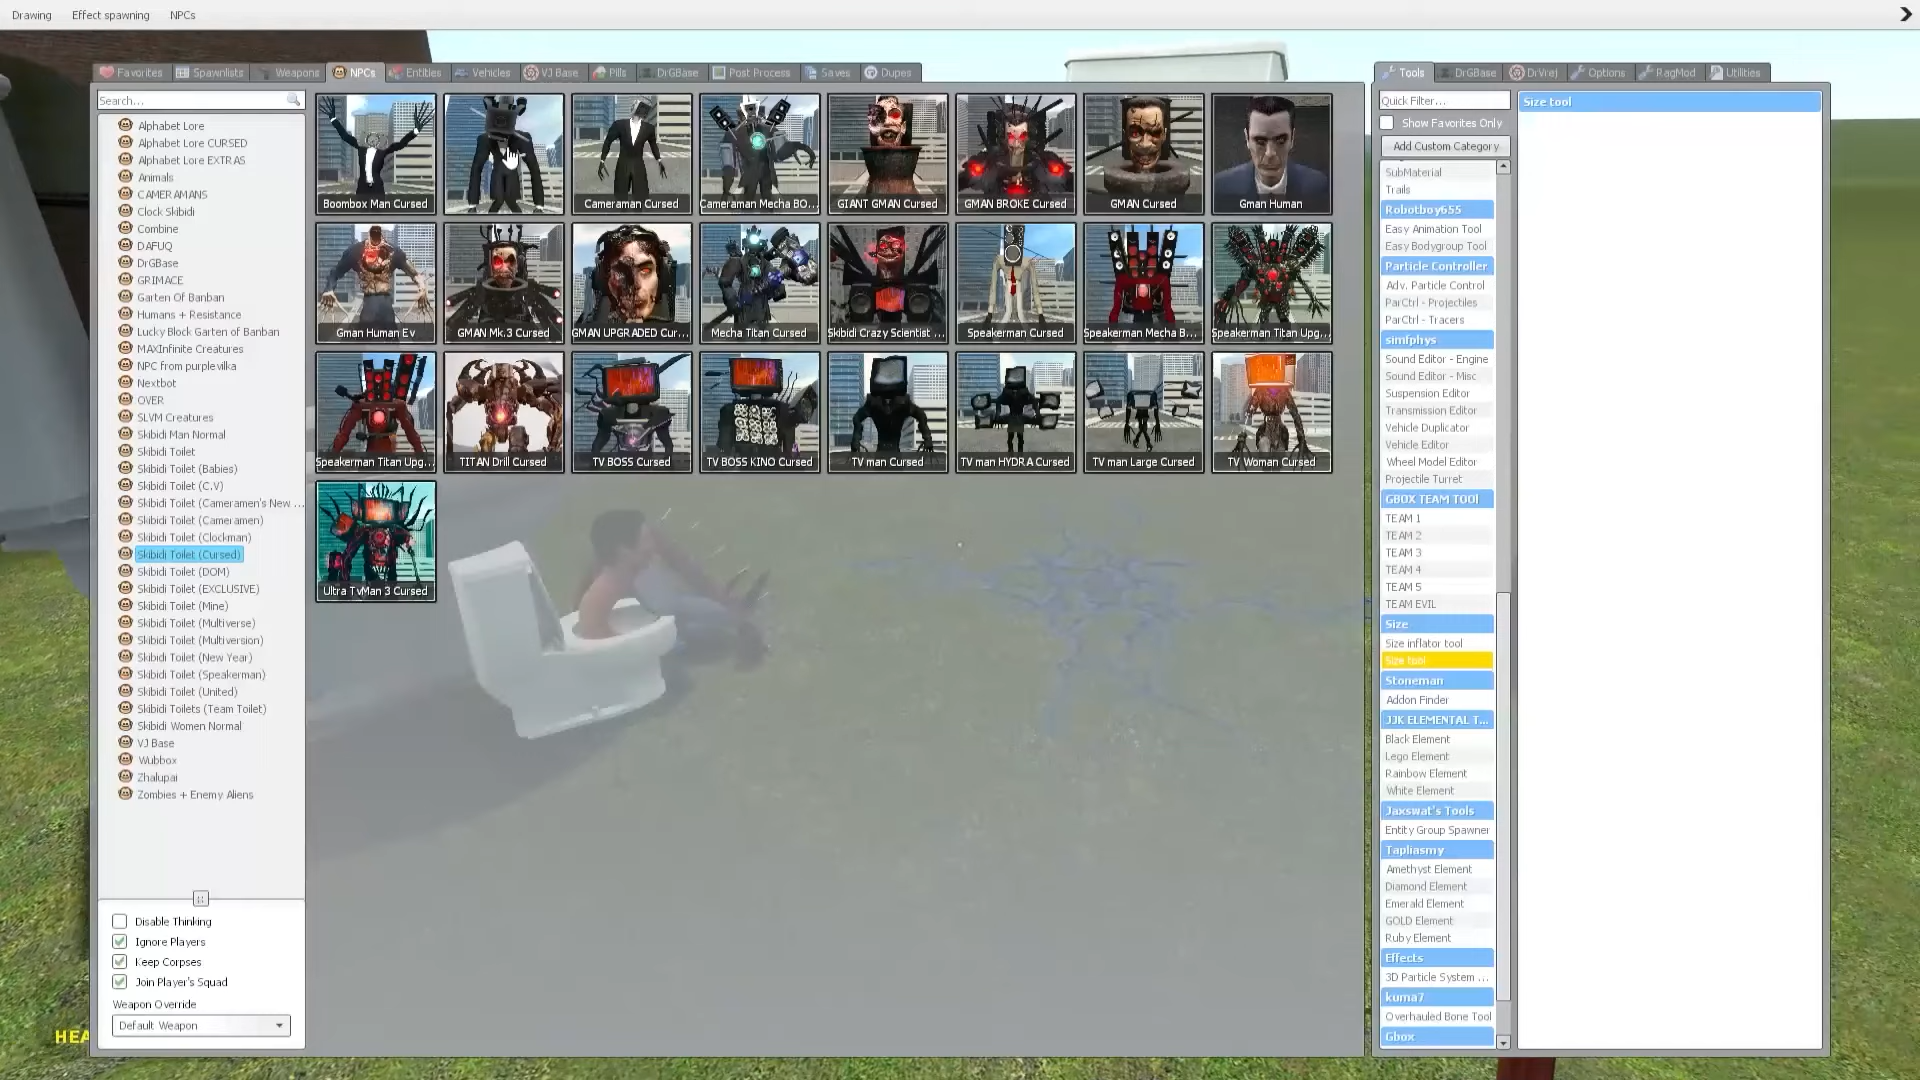 Drawing Effect spawning NPCs
Favorites Spawnlists Weapons NPCs Entities Vehicles VJ Base Pills DrGBase Post Process Saves Dupes
Search...
Alphabet Lore
Alphabet Lore CURSED
Alphabet Lore EXTRAS
Animals
CAMERAMANS
Clock Skibidi
Combine
DAFUQ
DrGBase
GRIMACE
Garten Of Banban
Humans + Resistance
Lucky Block Garten of Banban
MAXInfinite Creatures
NPC from purplevilka
Nextbot
OVER
SLVM Creatures
Skibidi Man Normal
Skibidi Toilet
Skibidi Toilet (Babies)
Skibidi Toilet (C.V)
Skibidi Toilet (Cameramen's New ...
Skibidi Toilet (Cameramen)
Skibidi Toilet (Clockman)
Skibidi Toilet (Cursed)
Skibidi Toilet (DOM)
Skibidi Toilet (EXCLUSIVE)
Skibidi Toilet (Mine)
Skibidi Toilet (Multiverse)
Skibidi Toilet (Multiversion)
Skibidi Toilet (New Year)
Skibidi Toilet (Speakerman)
Skibidi Toilet (United)
Skibidi Toilets (Team Toilet)
Skibidi Women Normal
VJ Base
Wubbox
Zhalupai
Zombies + Enemy Aliens
Disable Thinking
Ignore Players
Keep Corpses
Join Player's Squad
Weapon Override
Default Weapon
HEA
Boombox Man Cursed
Cameraman Cursed
Cameraman Mecha BO...
GIANT GMAN Cursed
GMAN BROKE Cursed
GMAN Cursed
Gman Human
Gman Human Ev
GMAN Mk.3 Cursed
GMAN UPGRADED Cur...
Mecha Titan Cursed
Skibidi Crazy Scientist ...
Speakerman Cursed
Speakerman Mecha B...
Speakerman Titan Upg...
Speakerman Titan Upg...
TITAN Drill Cursed
TV BOSS Cursed
TV BOSS KINO Cursed
TV man Cursed
TV man HYDRA Cursed
TV man Large Cursed
TV Woman Cursed
Ultra TvMan 3 Cursed
Tools DrGBase DrVrej Options RagMod Utilities
Quick Filter...
Show Favorites Only
Add Custom Category
SubMaterial
Trails
Robotboy655
Easy Animation Tool
Easy Bodygroup Tool
Particle Controller
Adv. Particle Control
ParCtrl - Projectiles
ParCtrl - Tracers
simfphys
Sound Editor - Engine
Sound Editor - Misc
Suspension Editor
Transmission Editor
Vehicle Duplicator
Vehicle Editor
Wheel Model Editor
Projectile Turret
GBOX TEAM TOOl
TEAM 1
TEAM 2
TEAM 3
TEAM 4
TEAM 5
TEAM EVIL
Size
Size inflator tool
Size tool
Stoneman
Addon Finder
JJK ELEMENTAL T...
Black Element
Lego Element
Rainbow Element
White Element
Jaxswat's Tools
Entity Group Spawner
Tapliasmy
Amethyst Element
Diamond Element
Emerald Element
GOLD Element
Ruby Element
Effects
3D Particle System ...
kuma7
Overhauled Bone Tool
Gbox
Size tool